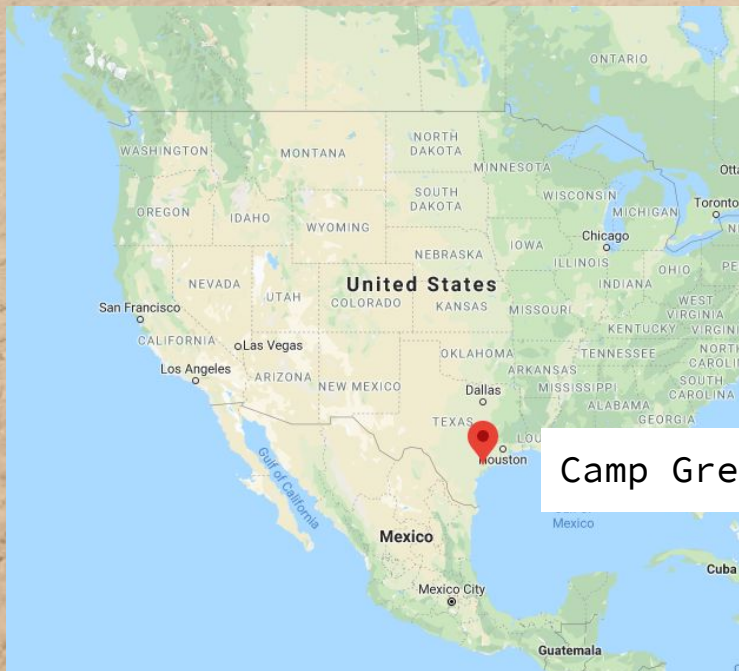 ONTARIO
NORTH
DAKOTA
WASHINGTON
MONTANA
MINNESOTA
SOUTH
DAKOTA
WISCONSIN
MICHIGAN
Toronto
OREGON
IDAHO
WYOMING
Chicago
IOWA
NEBRASKA
ILLINOIS
OHIO
INDIANA
NEVADA
United States
UTAH
COLORADO
KANSAS
MISSOURI
WEST
VIRGINIA
San Francisco
KENTUCKY
CALIFORNIA
Las Vegas
OKLAHOMA
TENNESSEE
Los Angeles
ARIZONA
NEW MEXICO
ARKANSAS
MISSISSIPPI
SOUTH
CAROLINA
Dallas
ALABAMA
TEXAS
GEORGIA
Houston
Gulf of California
Camp Gre
Mexico
Mexico
Cuba
Mexico City
Guatemala